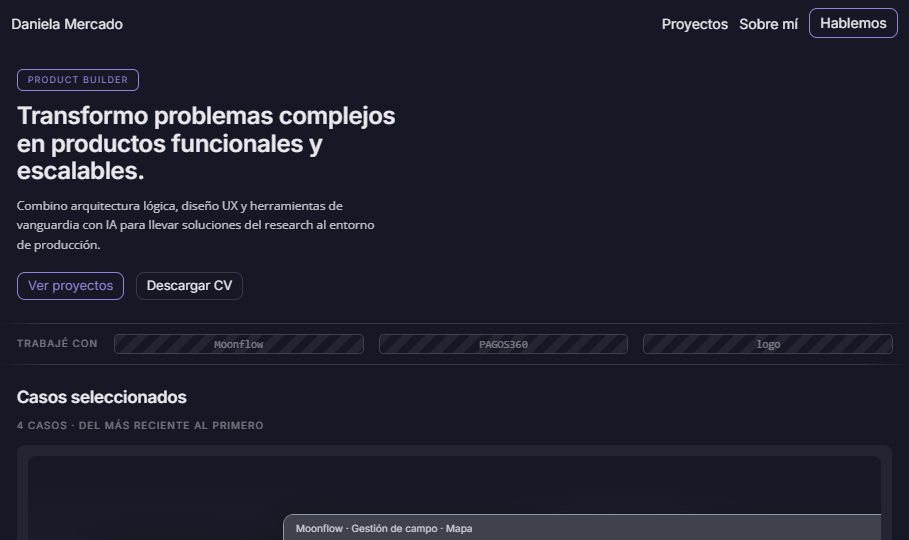 Daniela Mercado
Proyectos Sobre mí Hablemos
PRODUCT BUILDER
Transformo problemas complejos
en productos funcionales y
escalables.
Combino arquitectura lógica, diseño UX y herramientas de
vanguardia con IA para llevar soluciones del research al entorno
de producción.
Ver proyectos Descargar CV
TRABAJÉ CON Moonflow PAGOS360 logo
Casos seleccionados
4 CASOS · DEL MÁS RECIENTE AL PRIMERO
Moonflow · Gestión de campo · Mapa